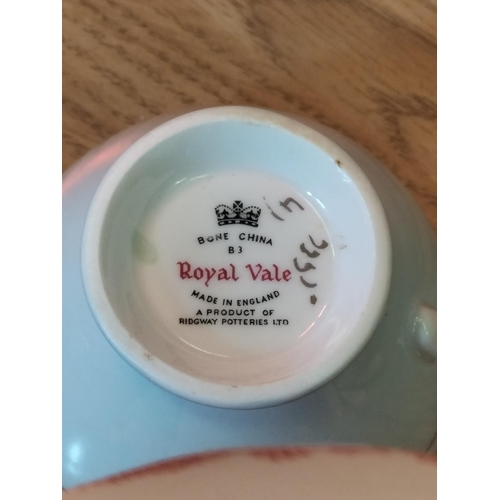 BONE CHINA
B3
Royal Vale
MADE IN ENGLAND
A PRODUCT OF
RIDGWAY POTTERIES LTD